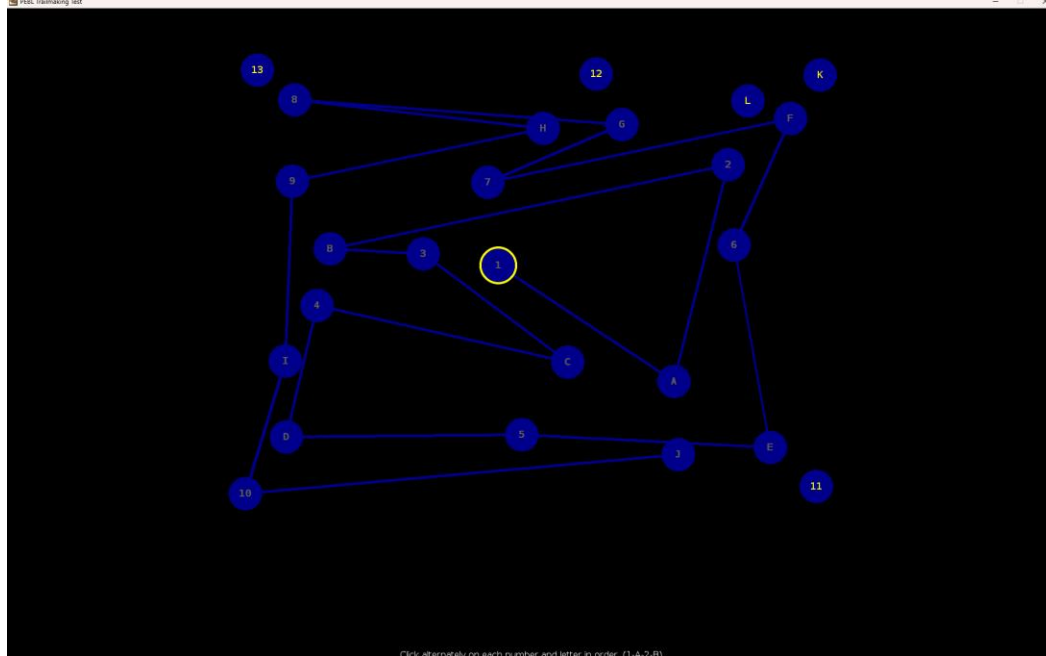 PEBL Trailmaking Test
13
12
K
8
L
H
G
F
2
9
7
B
3
6
1
4
I
C
A
D
5
E
J
10
11
Click alternately on each number and letter in order. (1-A-2-B)